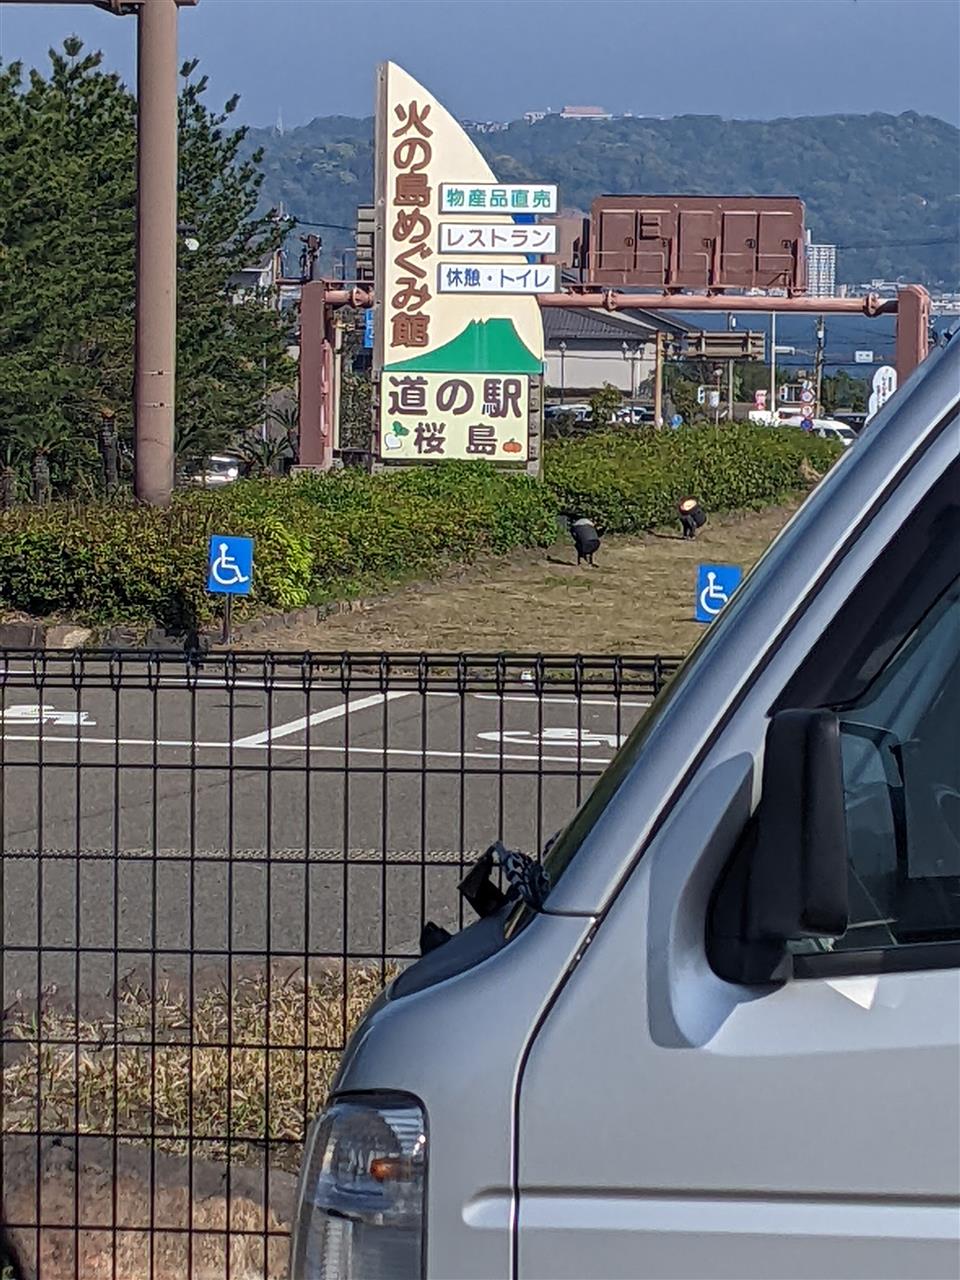 火の島めぐみ館
物産品直売
レストラン
休憩・トイレ
道の駅
桜島